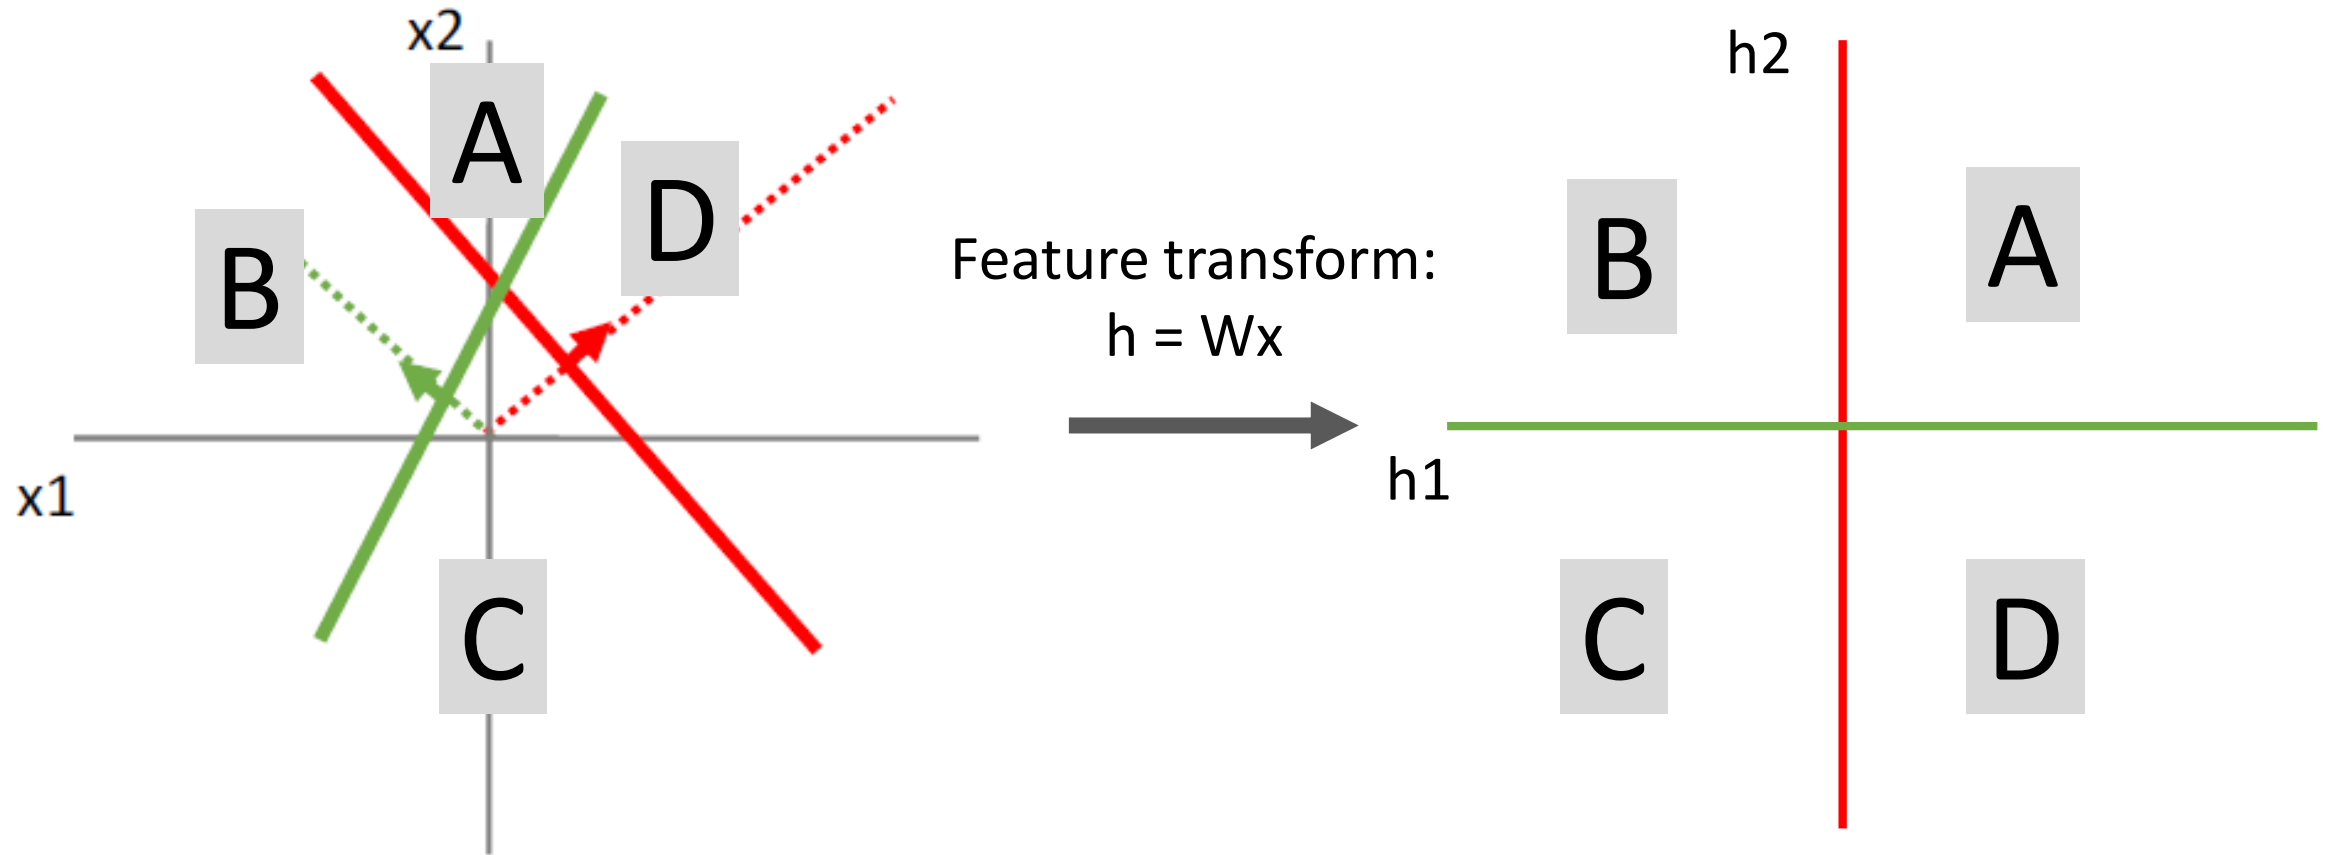 x2
A
D
B
x1
C
Feature transform:
h = Wx
h2
B
A
h1
C
D